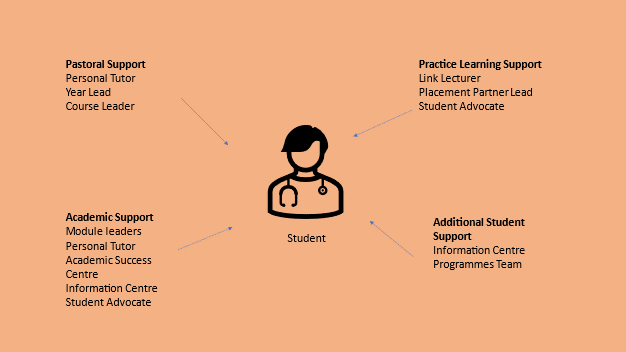 Pastoral Support
Personal Tutor
Year Lead
Course Leader
Practice Learning Support
Link Lecturer
Placement Partner Lead
Student Advocate
Student
Academic Support
Module leaders
Personal Tutor
Academic Success
Centre
Information Centre
Student Advocate
Additional Student
Support
Information Centre
Programmes Team